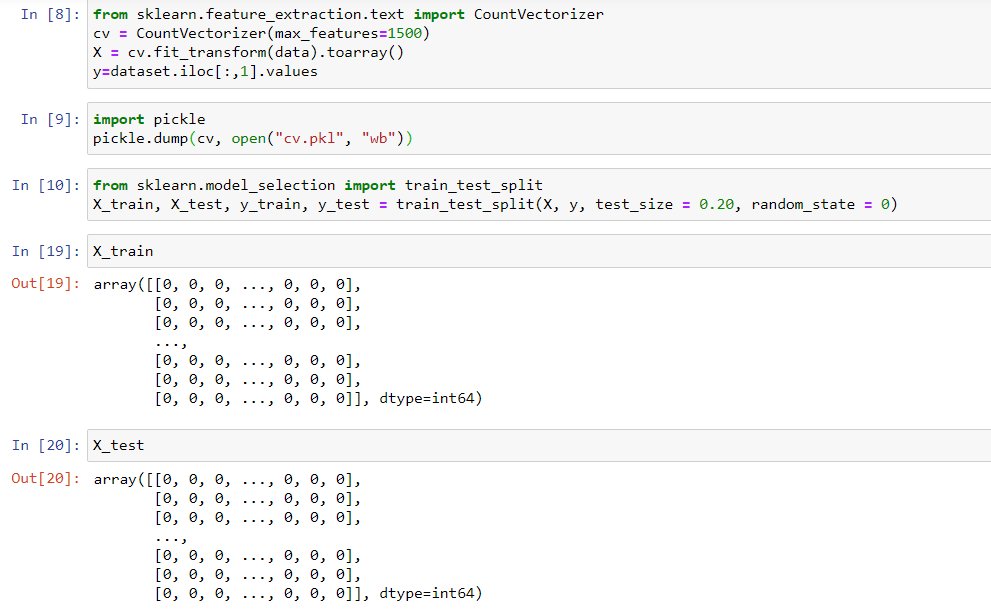 In [8]: from sklearn.feature_extraction.text import CountVectorizer
cv = CountVectorizer(max_features=1500)
X = cv.fit_transform(data).toarray()
y=dataset.iloc[:,1].values
In [9]: import pickle
pickle.dump(cv, open("cv.pkl", "wb"))
In [10]: from sklearn.model_selection import train_test_split
X_train, X_test, y_train, y_test = train_test_split(X, y, test_size = 0.20, random_state = 0)
In [19]: X_train
Out[19]: array([[0, 0, 0, ..., 0, 0, 0],
[0, 0, 0, ..., 0, 0, 0],
[0, 0, 0, ..., 0, 0, 0],
...,
[0, 0, 0, ..., 0, 0, 0],
[0, 0, 0, ..., 0, 0, 0],
[0, 0, 0, ..., 0, 0, 0]], dtype=int64)
In [20]: X_test
Out[20]: array([[0, 0, 0, ..., 0, 0, 0],
[0, 0, 0, ..., 0, 0, 0],
[0, 0, 0, ..., 0, 0, 0],
...,
[0, 0, 0, ..., 0, 0, 0],
[0, 0, 0, ..., 0, 0, 0],
[0, 0, 0, ..., 0, 0, 0]], dtype=int64)